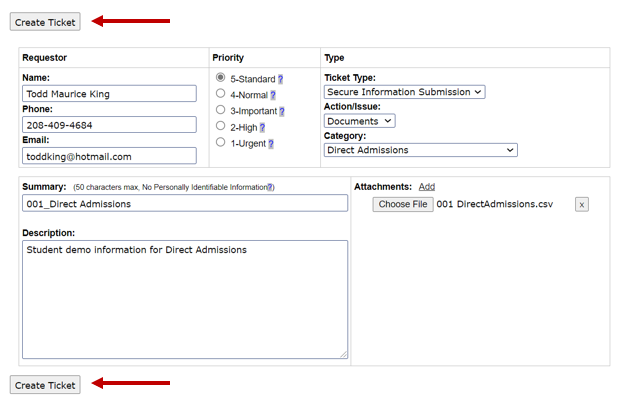 Create Ticket
Requestor Priority Type
Name:
Todd Maurice King
Phone:
208-409-4684
Email:
toddking@hotmail.com
5-Standard ?
4-Normal ?
3-Important ?
2-High ?
1-Urgent ?
Ticket Type:
Secure Information Submission
Action/Issue:
Documents
Category:
Direct Admissions
Summary: (50 characters max, No Personally Identifiable Information?)
001_Direct Admissions
Description:
Student demo information for Direct Admissions
Attachments: Add
Choose File 001 DirectAdmissions.csv x
Create Ticket